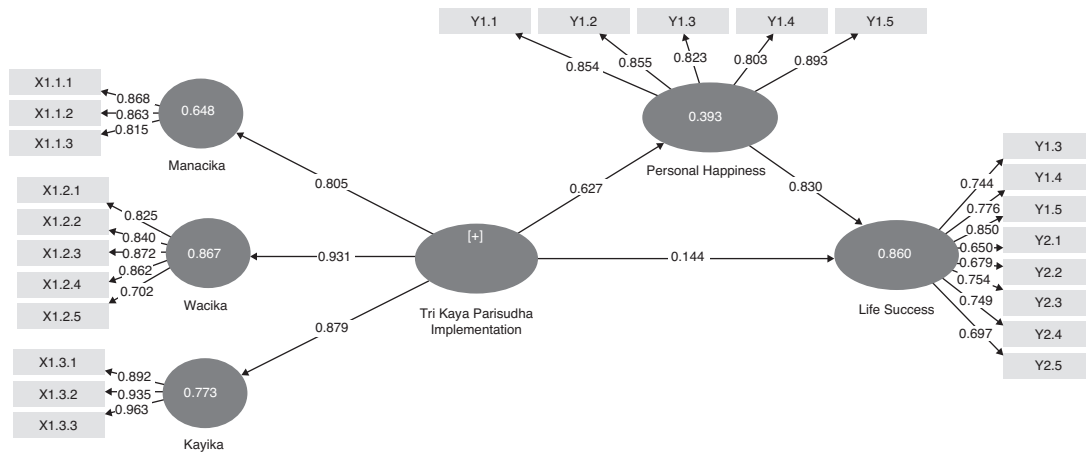 Y1.1
Y1.2
Y1.3
Y1.4
Y1.5
0.854
0.855
0.823
0.803
0.893
0.393
Personal Happiness
X1.1.1
X1.1.2
X1.1.3
0.868
0.863
0.815
0.648
Manacika
X1.2.1
X1.2.2
X1.2.3
X1.2.4
X1.2.5
0.825
0.840
0.872
0.862
0.702
0.867
Wacika
X1.3.1
X1.3.2
X1.3.3
0.892
0.935
0.963
0.773
Kayika
0.805
0.931
0.879
[+]
Tri Kaya Parisudha
Implementation
0.627
0.144
0.830
0.860
Life Success
0.744
0.776
0.850
0.650
0.679
0.754
0.749
0.697
Y1.3
Y1.4
Y1.5
Y2.1
Y2.2
Y2.3
Y2.4
Y2.5